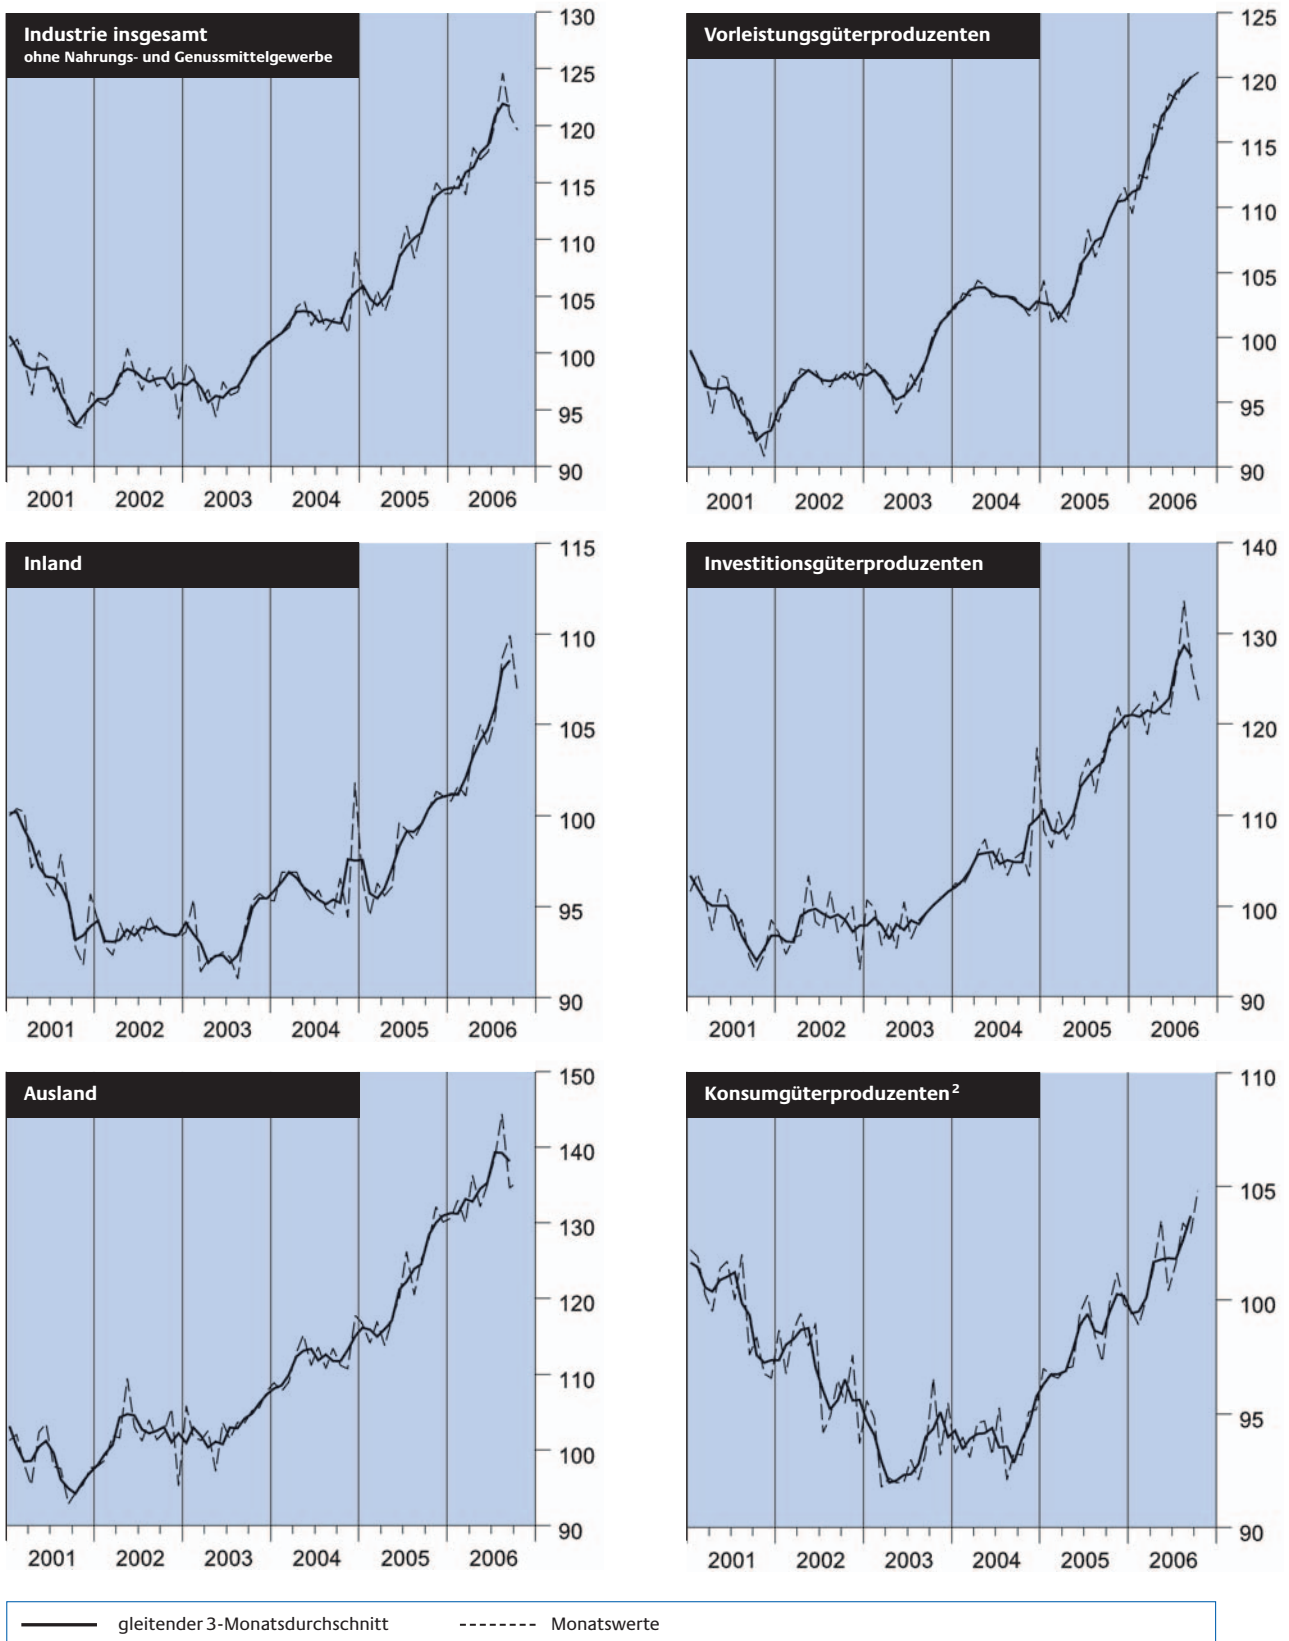 Industrie insgesamt
ohne Nahrungs- und Genussmittelgewerbe
130
125
120
115
110
105
100
95
90
2001 2002 2003 2004 2005 2006
Vorleistungsgüterproduzenten
125
120
115
110
105
100
95
90
2001 2002 2003 2004 2005 2006
Inland
115
110
105
100
95
90
2001 2002 2003 2004 2005 2006
Investitionsgüterproduzenten
140
130
120
110
100
90
2001 2002 2003 2004 2005 2006
Ausland
150
140
130
120
110
100
90
2001 2002 2003 2004 2005 2006
Konsumgüterproduzenten²
110
105
100
95
90
2001 2002 2003 2004 2005 2006
gleitender 3-Monatsdurchschnitt Monatswerte